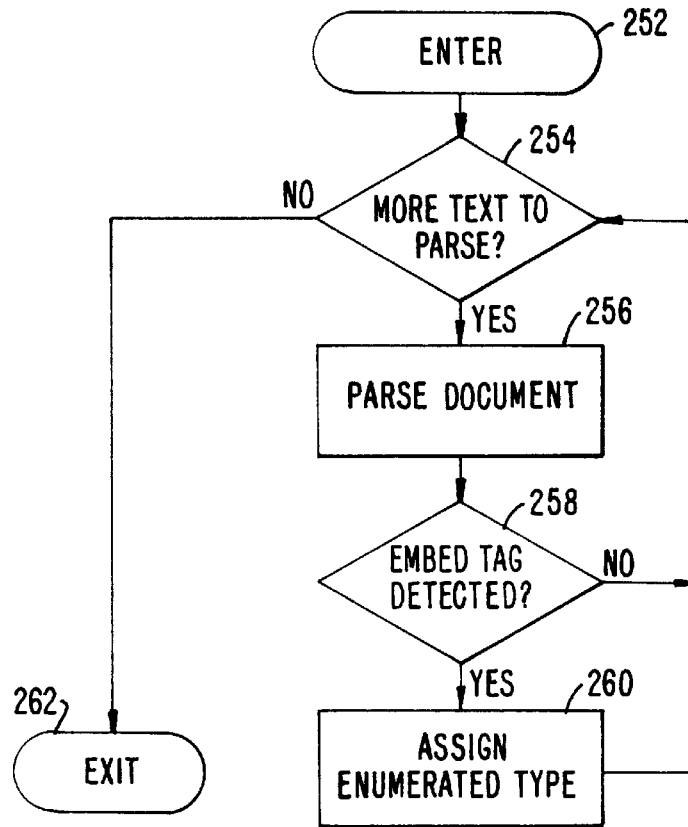 ENTER
252
254
NO
MORE TEXT TO
PARSE?
YES
256
PARSE DOCUMENT
258
EMBED TAG
DETECTED?
NO
YES
260
262
EXIT
ASSIGN
ENUMERATED TYPE